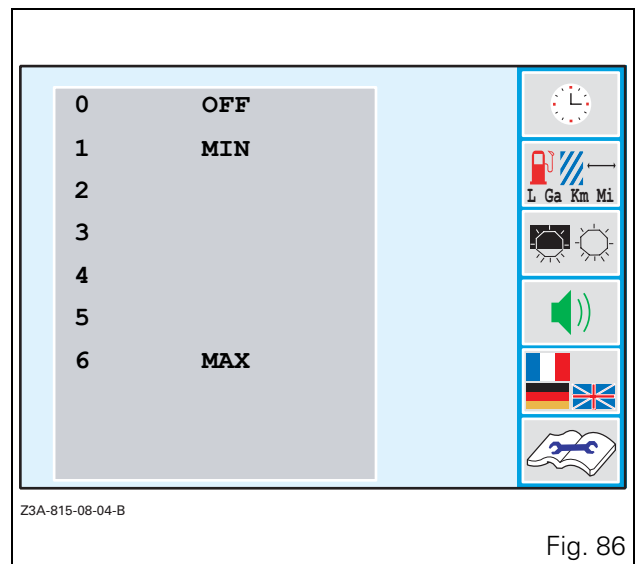 0 OFF
1 MIN
2
3
4
5
6 MAX
L Ga Km Mi
Z3A-815-08-04-B
Fig. 86